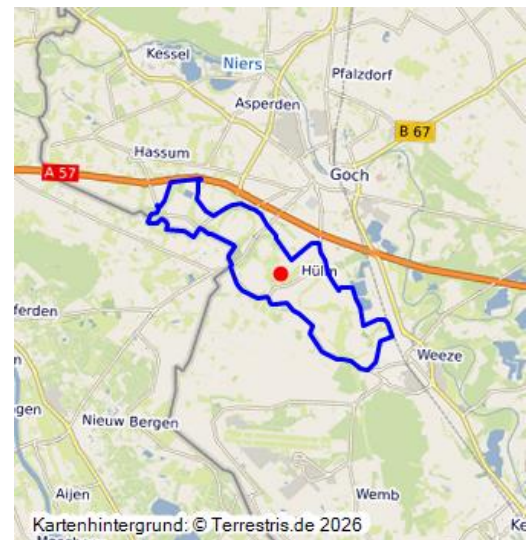 Kessel
Niers
Pfalzdorf
Asperden
B 67
Hassum
A 57
Goch
Hülm
ferden
Weeze
Nieuw Bergen
Aijen
Wemb
Kartenhintergrund: © Terrestris.de 2026